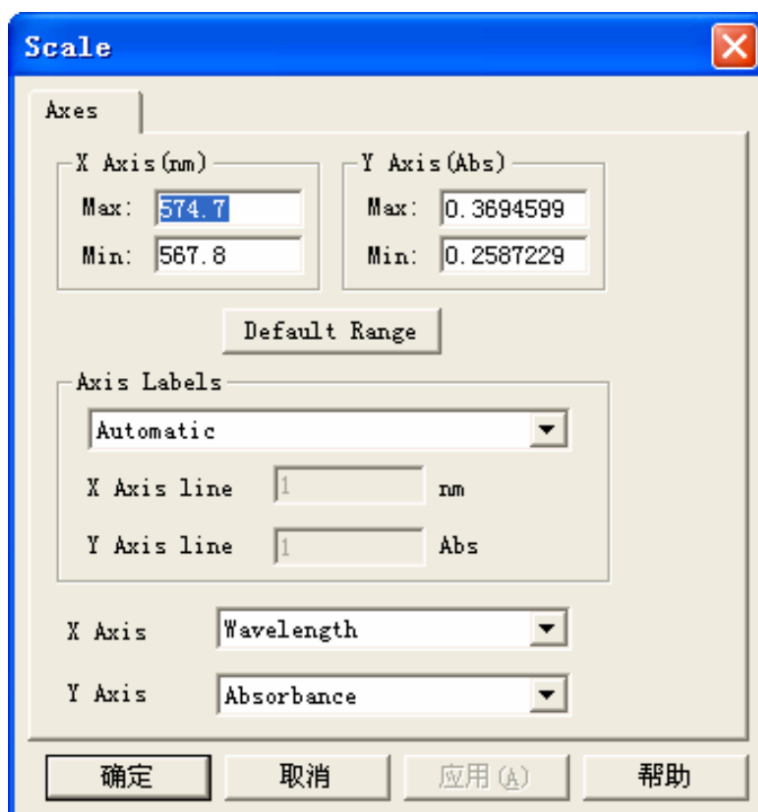 Scale
Axes
X Axis(nm)
Max: 574.7
Min: 567.8
Y Axis(Abs)
Max: 0.3694599
Min: 0.2587229
Default Range
Axis Labels
Automatic
X Axis line 1 nm
Y Axis line 1 Abs
X Axis Wavelength
Y Axis Absorbance
确定 取消 应用(A) 帮助